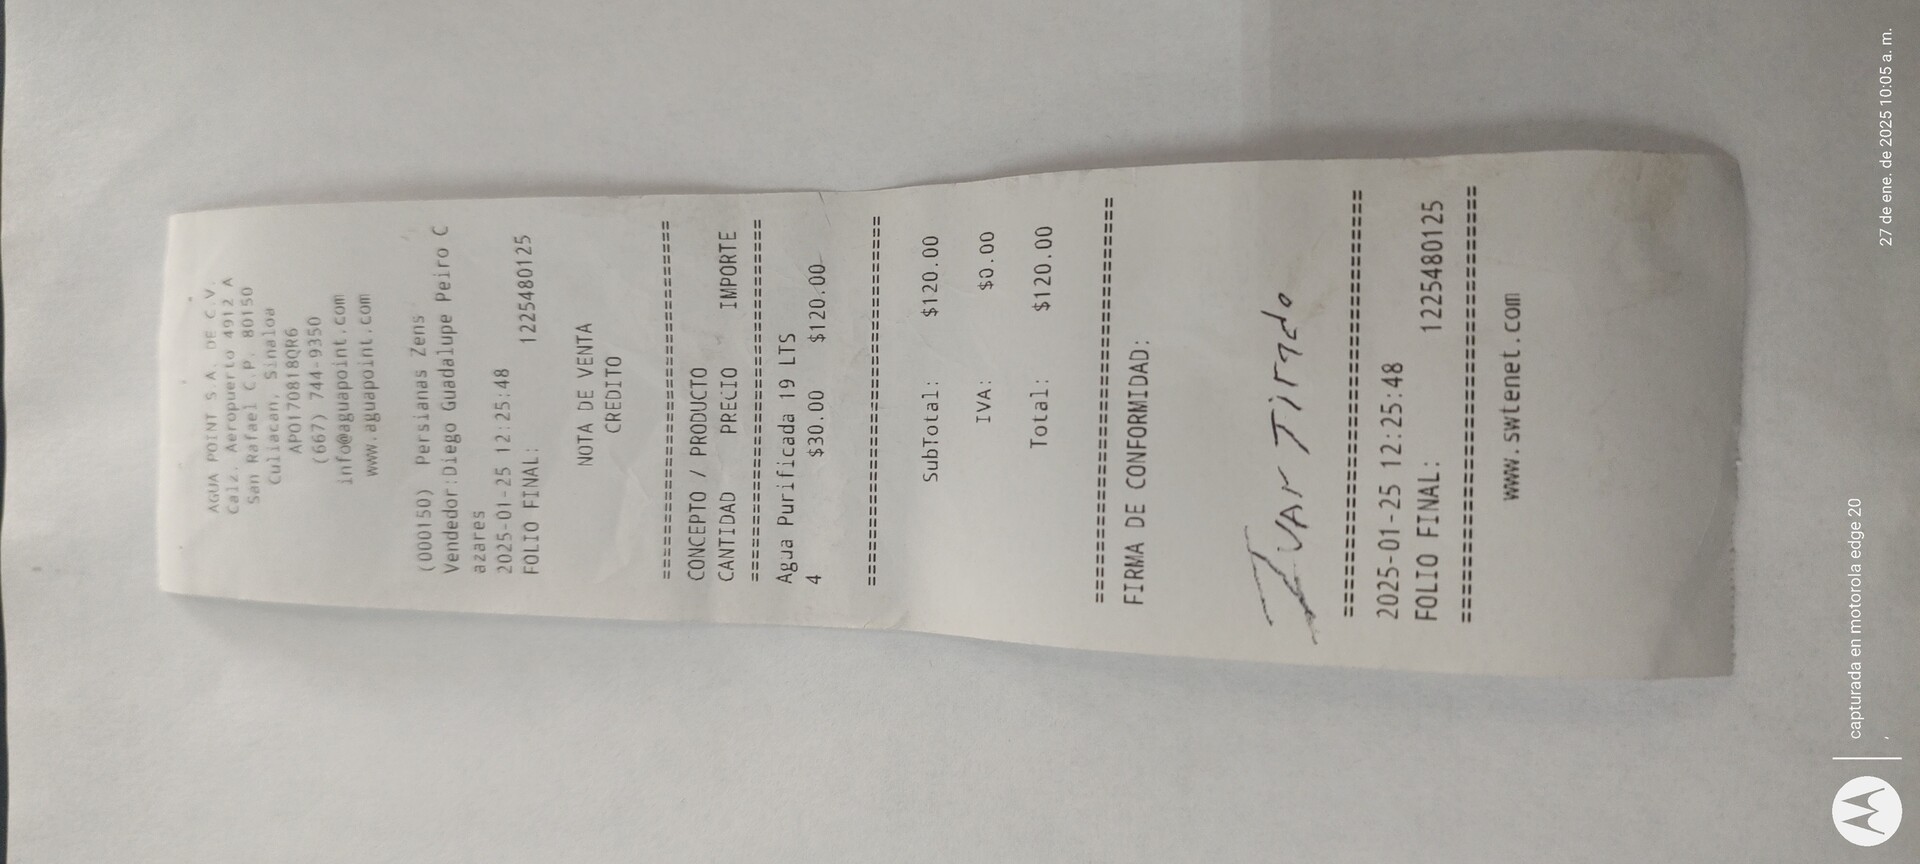 AGUA POINT S.A. DE C.V.
Calz. Aeropuerto 4912 A
San Rafael C.P. 80150
Culiacan, Sinaloa
APO170818QR6
(667) 744-9350
info@aguapoint.com
www.aguapoint.com
(000150) Persianas Zens
Vendedor:Diego Guadalupe Peiro C
azares
2025-01-25 12:25:48
FOLIO FINAL: 1225480125
NOTA DE VENTA
CREDITO
================================
CONCEPTO / PRODUCTO
CANTIDAD PRECIO IMPORTE
================================
Agua Purificada 19 LTS
4 $30.00 $120.00
================================
SubTotal: $120.00
IVA: $0.00
Total: $120.00
================================
FIRMA DE CONFORMIDAD:
Ivar Tirado
================================
2025-01-25 12:25:48
FOLIO FINAL: 1225480125
================================
www.swtenet.com
capturada en motorola edge 20
27 de ene. de 2025 10:05 a. m.